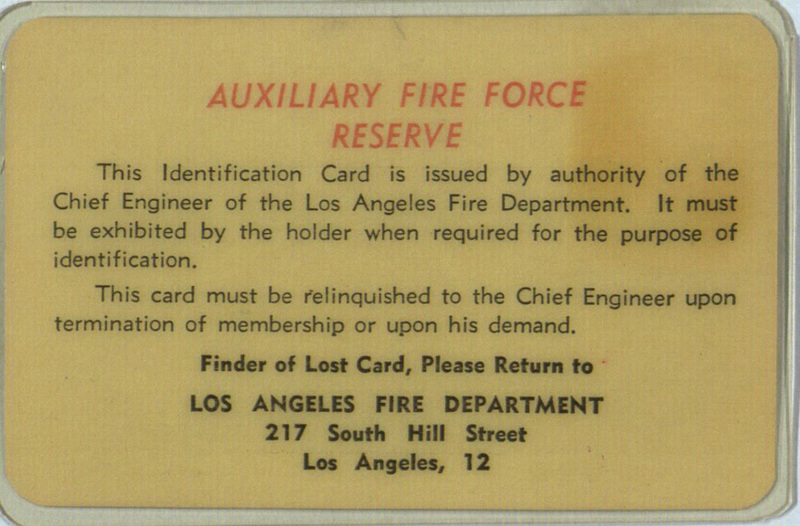 AUXILIARY FIRE FORCE
RESERVE
This Identification Card is issued by authority of the
Chief Engineer of the Los Angeles Fire Department. It must
be exhibited by the holder when required for the purpose of
identification.
This card must be relinquished to the Chief Engineer upon
termination of membership or upon his demand.
Finder of Lost Card, Please Return to
LOS ANGELES FIRE DEPARTMENT
217 South Hill Street
Los Angeles, 12